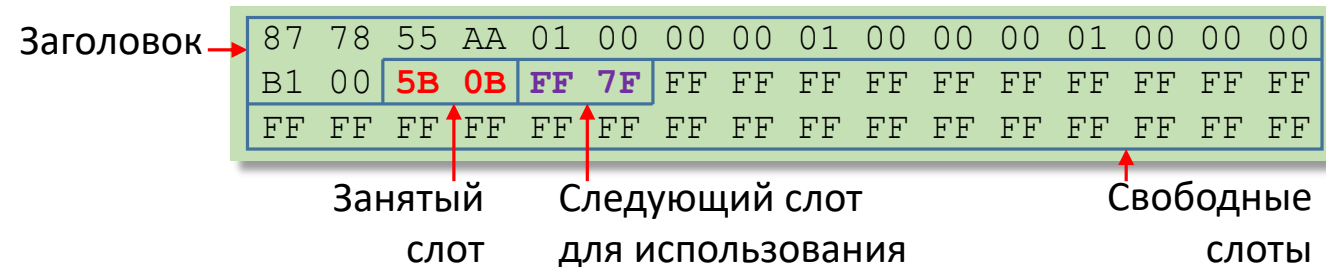 Заголовок
87 78 55 AA 01 00 00 00 01 00 00 00 01 00 00 00
B1 00 5B 0B FF 7F FF FF FF FF FF FF FF FF FF FF
FF FF FF FF FF FF FF FF FF FF FF FF FF FF FF FF
Занятый слот
Следующий слот для использования
Свободные слоты